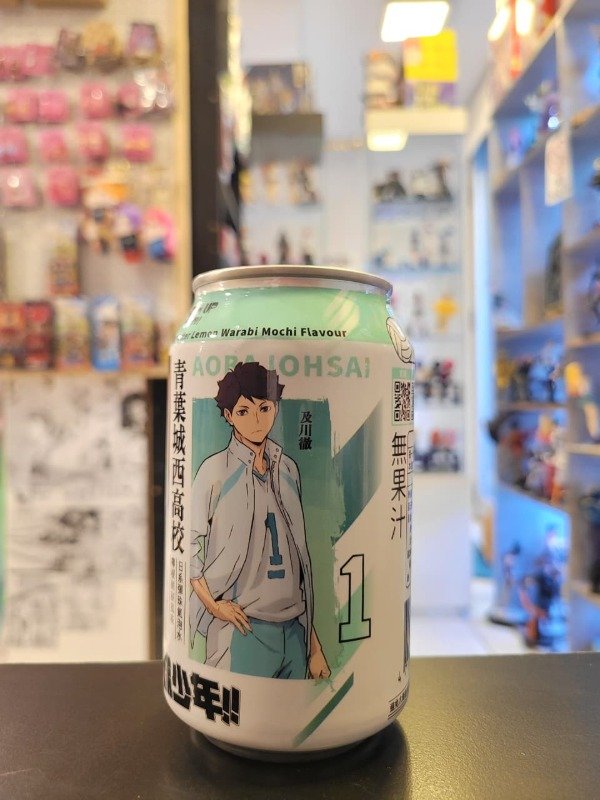 Lemon Warabi Mochi Flavour
AOBA JOHSAI
青葉城西高校
及川徹
1
1
無果汁
少年!!